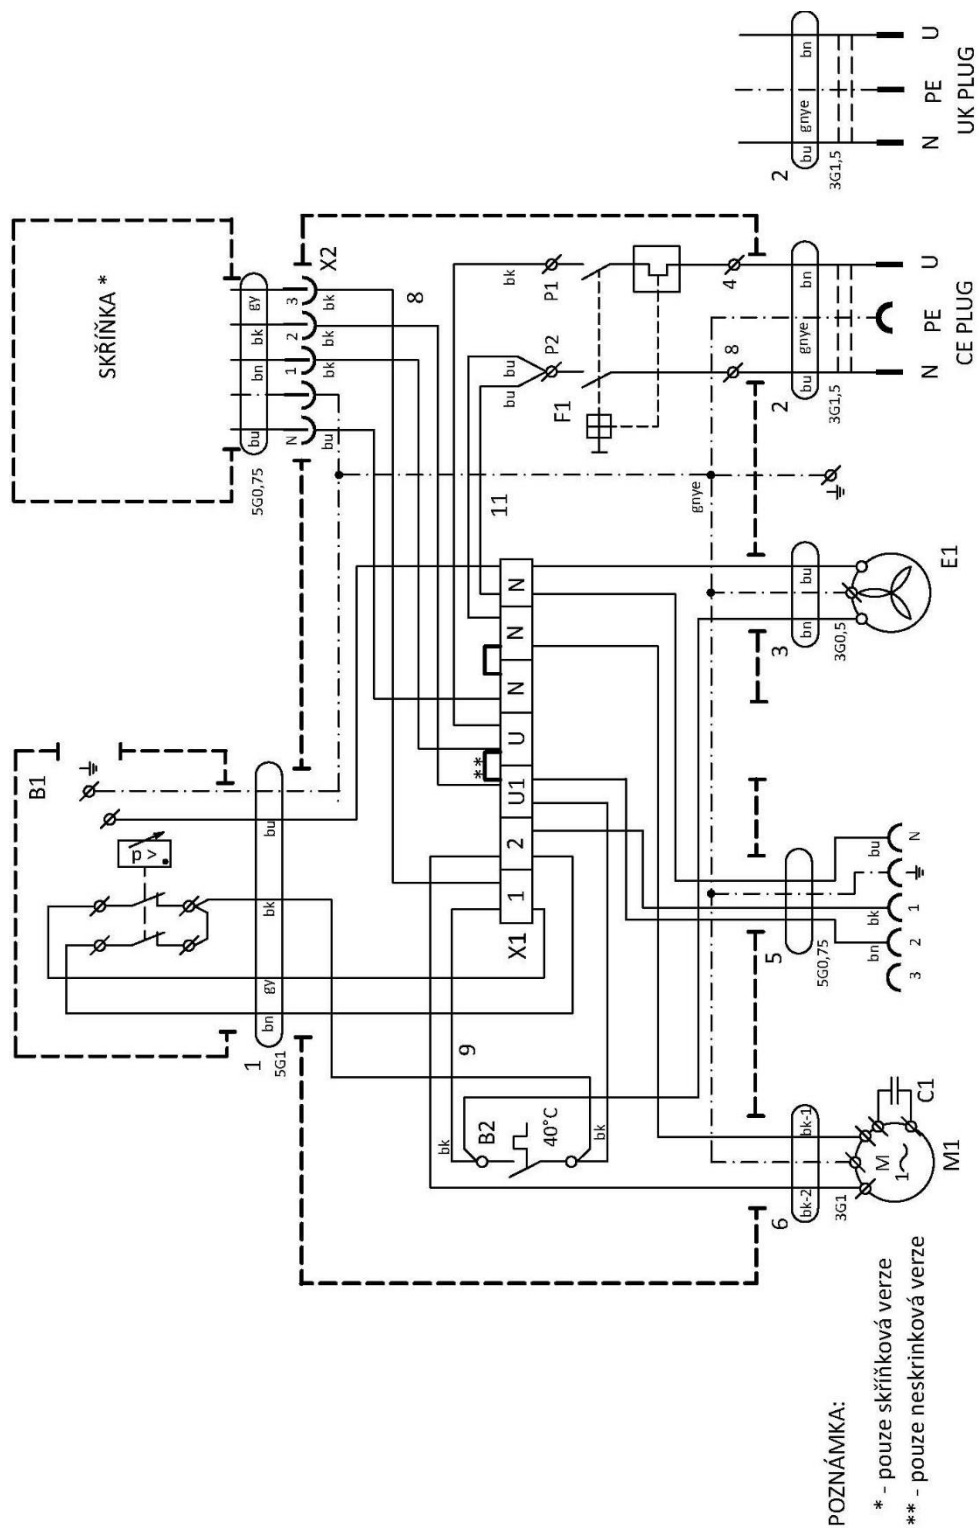 SKŘÍŇKA *
B1
p >
bu
bk
gy
bn
1
5G1
bu
bn
bk
gy
5G0,75
N
1
2
3
X2
bu
bk
bk
bk
8
9
11
bk
B2
40°C
bk
X1
1
2
U1
U
N
N
N
**
bu
bu
bk
P2
P1
F1
8
4
gnye
6
bk-2
bk-1
3G1
M
1~
M1
C1
5
5G0,75
bn
bk
bu
3
2
1
N
3
bn
bu
3G0,5
E1
2
bu
gnye
bn
3G1,5
N
PE
U
CE PLUG
2
bu
gnye
bn
3G1,5
N
PE
U
UK PLUG
POZNÁMKA:
* - pouze skříňková verze
** - pouze neskrinková verze